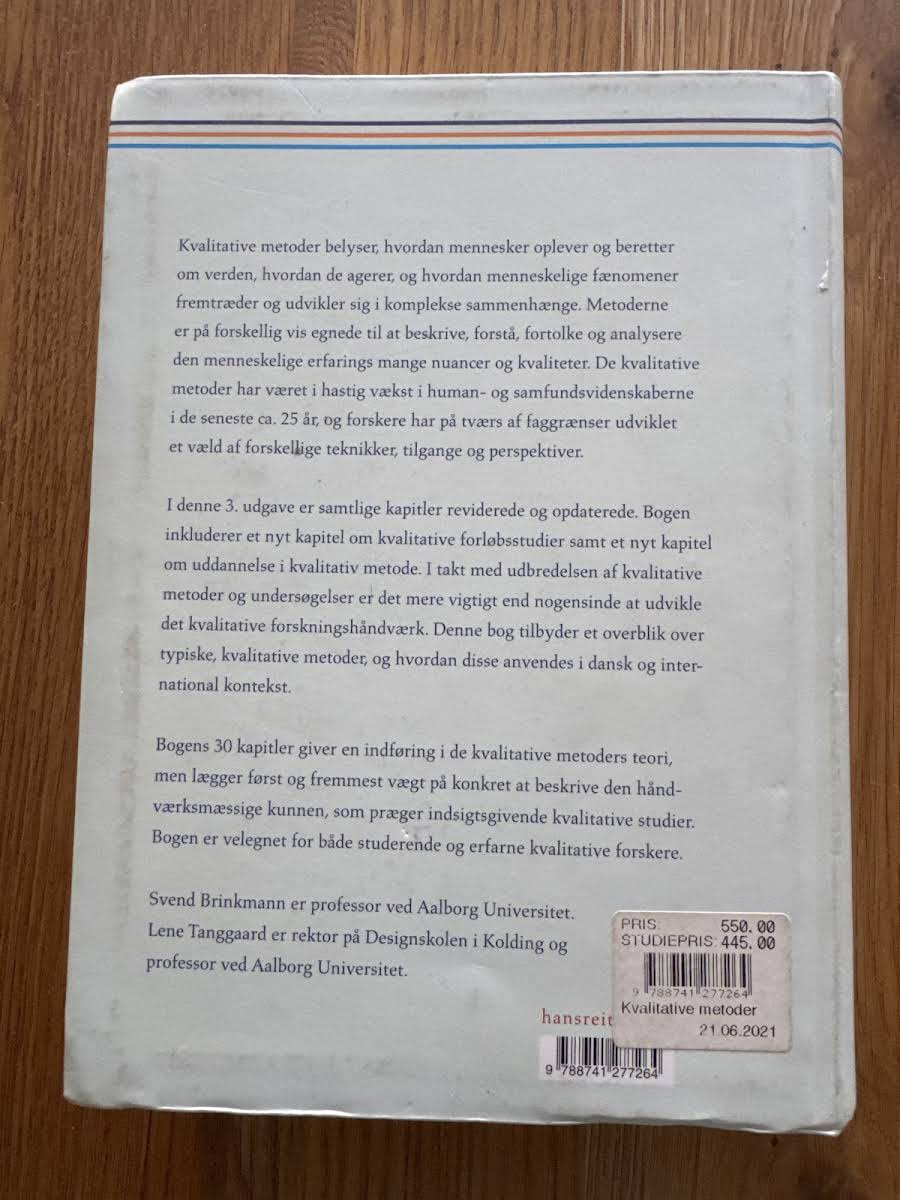 Kvalitative metoder belyser, hvordan mennesker oplever og beretter
om verden, hvordan de agerer, og hvordan menneskelige fænomener
fremtræder og udvikler sig i komplekse sammenhænge. Metoderne
er på forskellig vis egnede til at beskrive, forstå, fortolke og analysere
den menneskelige erfarings mange nuancer og kvaliteter. De kvalitative
metoder har været i hastig vækst i human- og samfundsvidenskaberne
i de seneste ca. 25 år, og forskere har på tværs af faggrænser udviklet
et væld af forskellige teknikker, tilgange og perspektiver.
I denne 3. udgave er samtlige kapitler reviderede og opdaterede. Bogen
inkluderer et nyt kapitel om kvalitative forløbsstudier samt et nyt kapitel
om uddannelse i kvalitativ metode. I takt med udbredelsen af kvalitative
metoder og undersøgelser er det mere vigtigt end nogensinde at udvikle
det kvalitative forskningshåndværk. Denne bog tilbyder et overblik over
typiske, kvalitative metoder, og hvordan disse anvendes i dansk og inter-
national kontekst.
Bogens 30 kapitler giver en indføring i de kvalitative metoders teori,
men lægger først og fremmest vægt på konkret at beskrive den hånd-
værksmæssige kunnen, som præger indsigtsgivende kvalitative studier.
Bogen er velegnet for både studerende og erfarne kvalitative forskere.
Svend Brinkmann er professor ved Aalborg Universitet.
Lene Tanggaard er rektor på Designskolen i Kolding og
professor ved Aalborg Universitet.
PRIS: 550.00
STUDIEPRIS: 445.00
9 788741 277264
Kvalitative metoder
21.06.2021
hansreit
9 788741 277264